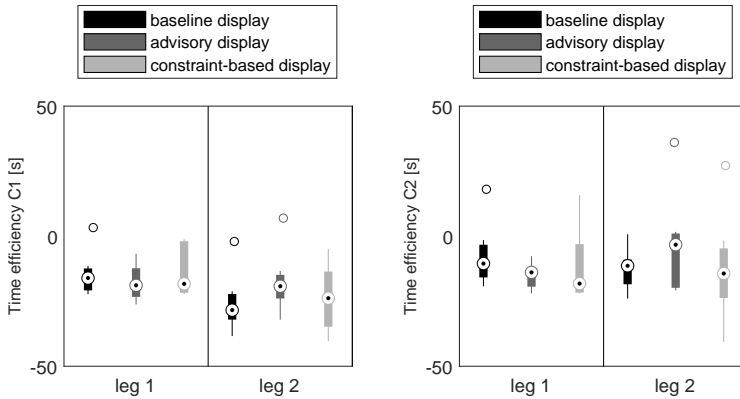 baseline display
advisory display
constraint-based display
50
0
-50
Time efficiency C1 [s]
leg 1
leg 2
baseline display
advisory display
constraint-based display
50
0
-50
Time efficiency C2 [s]
leg 1
leg 2